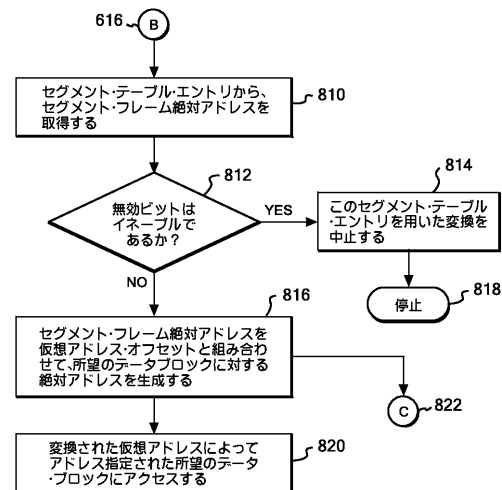 616
B
セグメント・テーブル・エントリから、
セグメント・フレーム絶対アドレスを
取得する
810
812
無効ビットは
イネーブルで
あるか？
YES
814
このセグメント・テーブル
・エントリを用いた変換を
中止する
停止
818
NO
816
セグメント・フレーム絶対アドレスを
仮想アドレス・オフセットと組み合わ
せて、所望のデータブロックに対する
絶対アドレスを生成する
C
822
820
変換された仮想アドレスによって
アドレス指定された所望のデータ
・ブロックにアクセスする